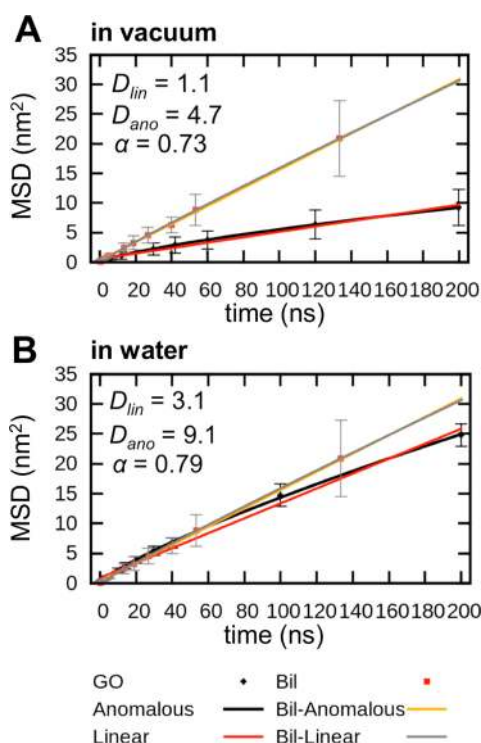 A in vacuum
35
30
25
20
15
10
5
0
MSD (nm²)
D_lin = 1.1
D_ano = 4.7
α = 0.73
0 20 40 60 80 100 120 140 160 180 200
time (ns)
B in water
35
30
25
20
15
10
5
0
MSD (nm²)
D_lin = 3.1
D_ano = 9.1
α = 0.79
0 20 40 60 80 100 120 140 160 180 200
time (ns)
GO Bil
Anomalous Bil-Anomalous
Linear Bil-Linear